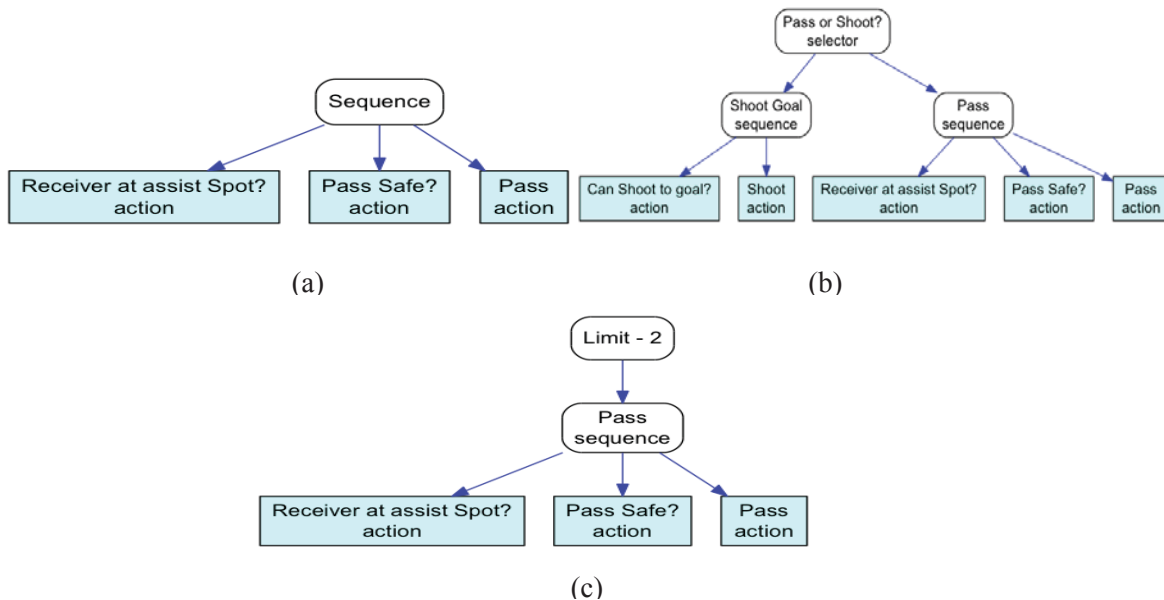 Sequence
Receiver at assist Spot?
action
Pass Safe?
action
Pass
action
(a)
Pass or Shoot?
selector
Shoot Goal
sequence
Pass
sequence
Can Shoot to goal?
action
Shoot
action
Receiver at assist Spot?
action
Pass Safe?
action
Pass
action
(b)
Limit - 2
Pass
sequence
Receiver at assist Spot?
action
Pass Safe?
action
Pass
action
(c)